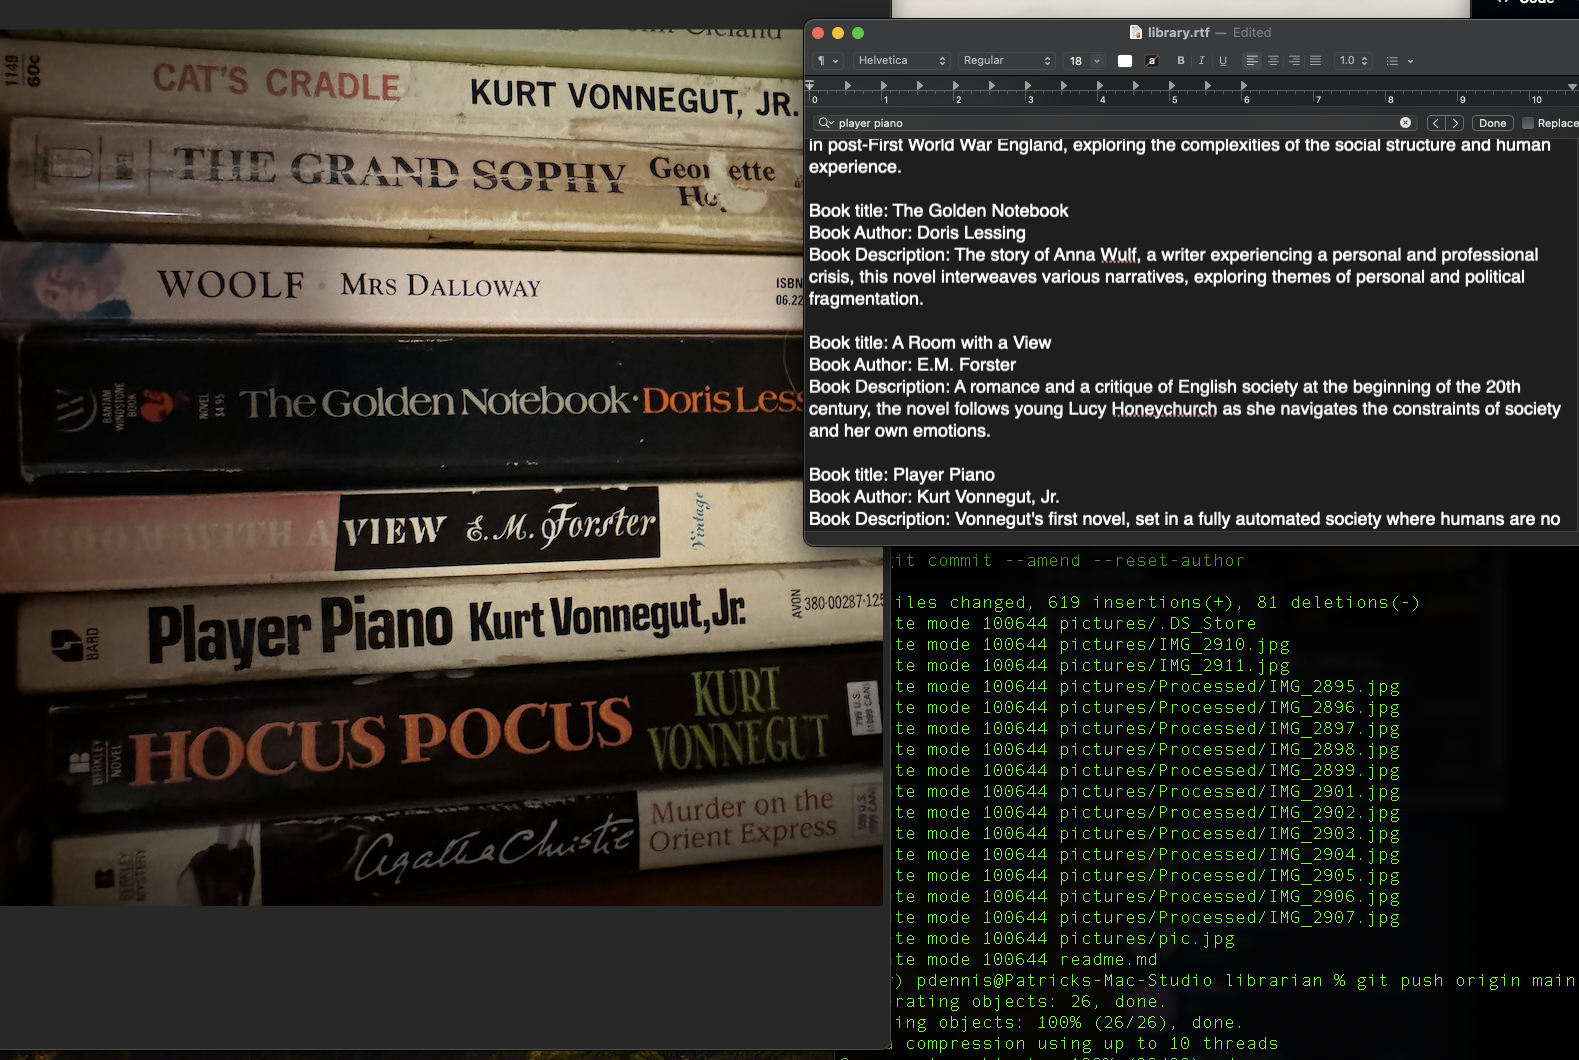 John Cleland
1149
60c
CAT'S CRADLE KURT VONNEGUT, JR.
THE GRAND SOPHY Geor ette
He
WOOLF · MRS DALLOWAY
ISBN
06.22
BANTAM
WINDSTONE
BOOK
NOVEL
$4.95
The Golden Notebook·Doris Less
A ROOM WITH A VIEW E.M. Forster
Vintage
BARD
Player Piano Kurt Vonnegut, Jr.
AVON
380·00287·125
BERKLEY
NOVEL
HOCUS POCUS
KURT
VONNEGUT
BERKLEY
MYSTERY
Agatha Christie
Murder on the
Orient Express
Code
library.rtf — Edited
¶ Helvetica Regular 18 a B I U 1.0
0 1 2 3 4 5 6 7 8 9 10
player piano
Done Replace
in post-First World War England, exploring the complexities of the social structure and human
experience.
Book title: The Golden Notebook
Book Author: Doris Lessing
Book Description: The story of Anna Wulf, a writer experiencing a personal and professional
crisis, this novel interweaves various narratives, exploring themes of personal and political
fragmentation.
Book title: A Room with a View
Book Author: E.M. Forster
Book Description: A romance and a critique of English society at the beginning of the 20th
century, the novel follows young Lucy Honeychurch as she navigates the constraints of society
and her own emotions.
Book title: Player Piano
Book Author: Kurt Vonnegut, Jr.
Book Description: Vonnegut's first novel, set in a fully automated society where humans are no
git commit --amend --reset-author
iles changed, 619 insertions(+), 81 deletions(-)
te mode 100644 pictures/.DS_Store
te mode 100644 pictures/IMG_2910.jpg
te mode 100644 pictures/IMG_2911.jpg
te mode 100644 pictures/Processed/IMG_2895.jpg
te mode 100644 pictures/Processed/IMG_2896.jpg
te mode 100644 pictures/Processed/IMG_2897.jpg
te mode 100644 pictures/Processed/IMG_2898.jpg
te mode 100644 pictures/Processed/IMG_2899.jpg
te mode 100644 pictures/Processed/IMG_2901.jpg
te mode 100644 pictures/Processed/IMG_2902.jpg
te mode 100644 pictures/Processed/IMG_2903.jpg
te mode 100644 pictures/Processed/IMG_2904.jpg
te mode 100644 pictures/Processed/IMG_2905.jpg
te mode 100644 pictures/Processed/IMG_2906.jpg
te mode 100644 pictures/Processed/IMG_2907.jpg
te mode 100644 pictures/pic.jpg
te mode 100644 readme.md
) pdennis@Patricks-Mac-Studio librarian % git push origin main
rating objects: 26, done.
ing objects: 100% (26/26), done.
compression using up to 10 threads